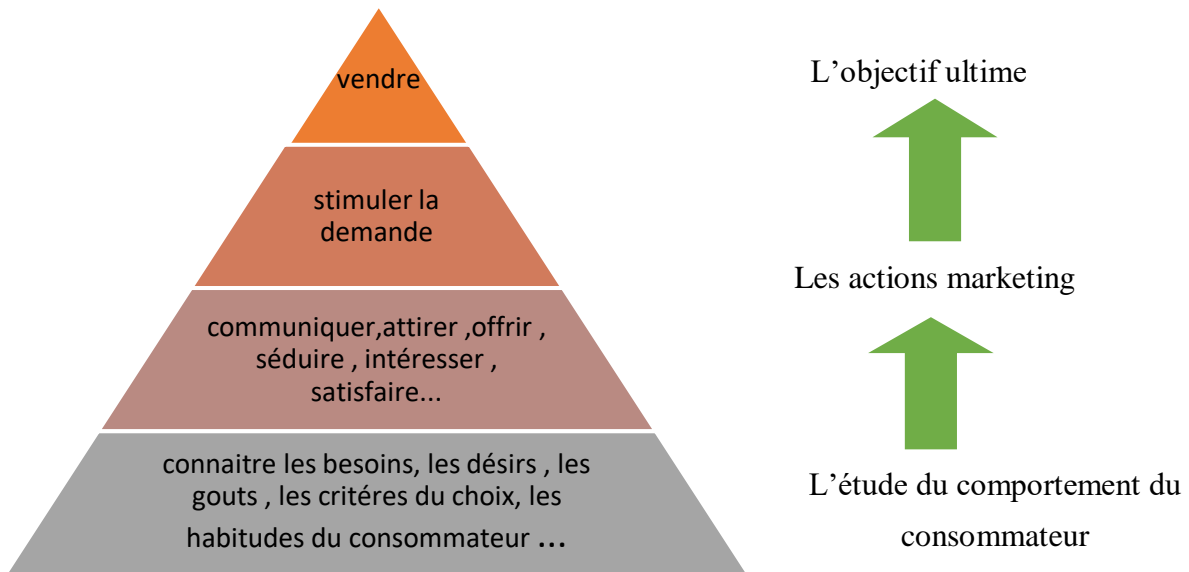 vendre
stimuler la
demande
communiquer,attirer ,offrir ,
séduire , intéresser ,
satisfaire...
connaitre les besoins, les désirs , les
gouts , les critéres du choix, les
habitudes du consommateur ...
L’objectif ultime
Les actions marketing
L’étude du comportement du
consommateur